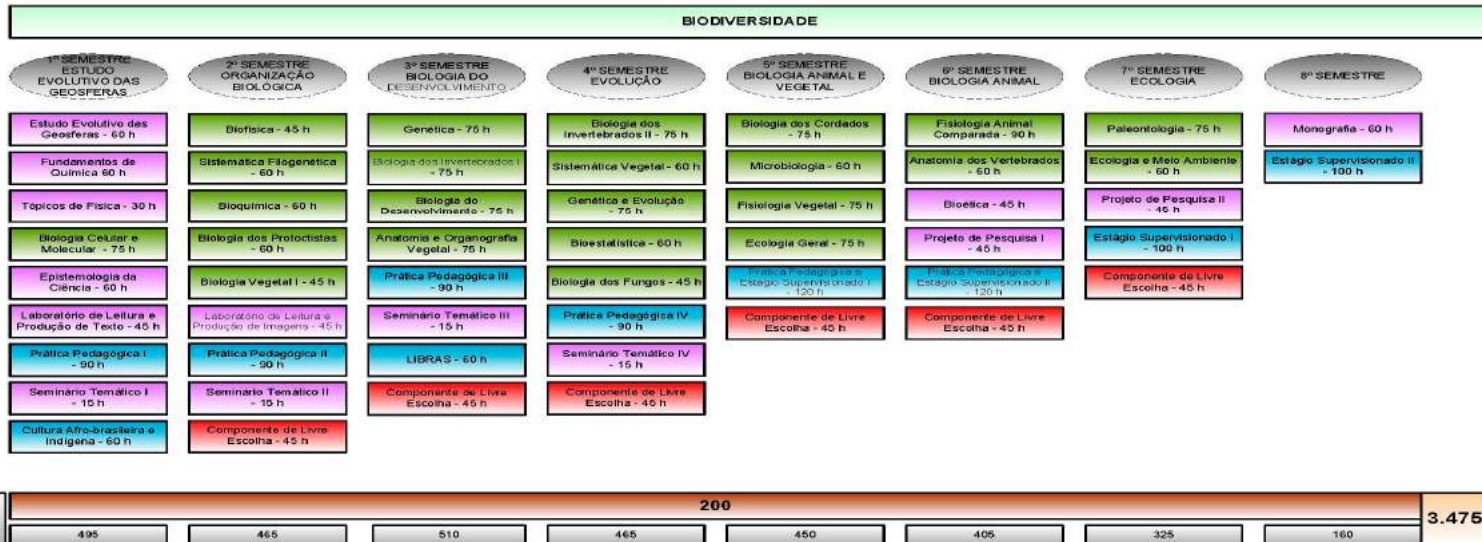 BIODIVERSIDADE
1º SEMESTRE
ESTUDO
EVOLUTIVO DAS
GEOSFERAS
2º SEMESTRE
ORGANIZAÇÃO
BIOLÓGICA
3º SEMESTRE
BIOLOGIA DO
DESENVOLVIMENTO
4º SEMESTRE
EVOLUÇÃO
5º SEMESTRE
BIOLOGIA ANIMAL E
VEGETAL
6º SEMESTRE
BIOLOGIA ANIMAL
7º SEMESTRE
ECOLOGIA
8º SEMESTRE
Estudo Evolutivo das
Geosferas - 60 h
Biofísica - 45 h
Genética - 75 h
Biologia dos
Invertebrados II - 75 h
Biologia dos Cordados
- 75 h
Fisiologia Animal
Comparada - 90 h
Paleontologia - 75 h
Monografia - 60 h
Fundamentos de
Química 60 h
Sistemática Filogenética
- 60 h
Biologia dos Invertebrados I
- 75 h
Sistemática Vegetal - 60 h
Microbiologia - 60 h
Anatomia dos Vertebrados
- 60 h
Ecologia e Meio Ambiente
- 60 h
Estágio Supervisionado II
- 100 h
Tópicos de Física - 30 h
Bioquímica - 60 h
Biologia do
Desenvolvimento - 75 h
Genética e Evolução
- 75 h
Fisiologia Vegetal - 75 h
Bioética - 45 h
Projeto de Pesquisa II
- 45 h
Biologia Celular e
Molecular - 75 h
Biologia dos Protoctistas
- 60 h
Anatomia e Organografia
Vegetal - 75 h
Bioestatística - 60 h
Ecologia Geral - 75 h
Projeto de Pesquisa I
- 45 h
Estágio Supervisionado I
- 100 h
Epistemologia da
Ciência - 60 h
Biologia Vegetal I - 45 h
Prática Pedagógica III
- 90 h
Biologia dos Fungos - 45 h
Prática Pedagógica e
Estágio Supervisionado I
- 120 h
Prática Pedagógica e
Estágio Supervisionado II
- 120 h
Componente de Livre
Escolha - 45 h
Laboratório de Leitura e
Produção de Texto - 45 h
Laboratório de Leitura e
Produção de Imagens - 45 h
Seminário Temático III
- 15 h
Prática Pedagógica IV
- 90 h
Componente de Livre
Escolha - 45 h
Componente de Livre
Escolha - 45 h
Prática Pedagógica I
- 90 h
Prática Pedagógica II
- 90 h
LIBRAS - 60 h
Seminário Temático IV
- 15 h
Seminário Temático I
- 15 h
Seminário Temático II
- 15 h
Componente de Livre
Escolha - 45 h
Componente de Livre
Escolha - 45 h
Cultura Afro-brasileira e
Indígena - 60 h
Componente de Livre
Escolha - 45 h
200
3.475
495
465
510
465
450
405
325
160